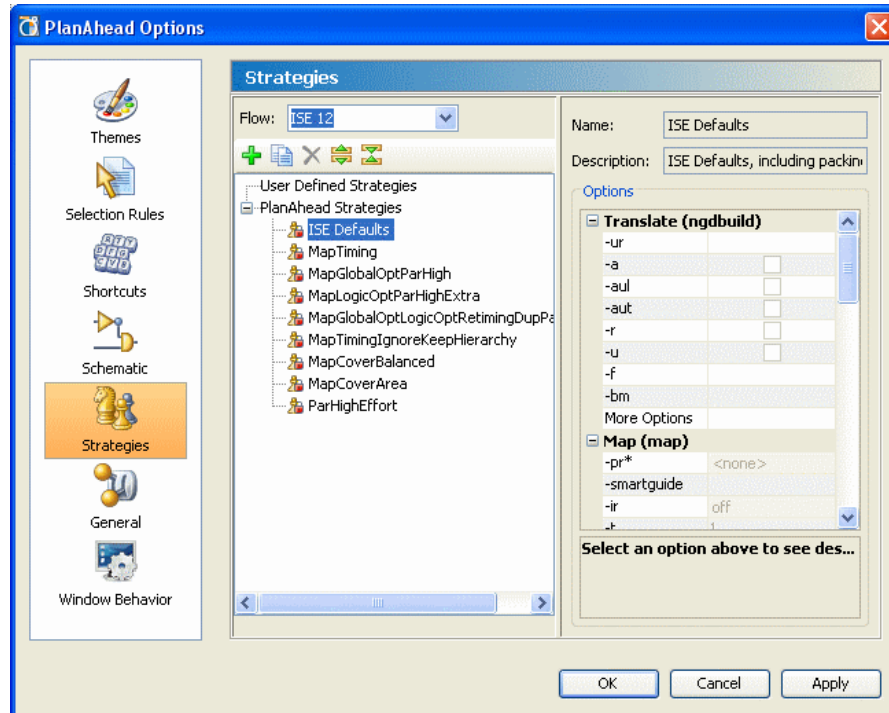 PlanAhead Options
Themes
Selection Rules
Shortcuts
Schematic
Strategies
General
Window Behavior
Strategies
Flow: ISE 12
User Defined Strategies
PlanAhead Strategies
ISE Defaults
MapTiming
MapGlobalOptParHigh
MapLogicOptParHighExtra
MapGlobalOptLogicOptRetimingDupPa
MapTimingIgnoreKeepHierarchy
MapCoverBalanced
MapCoverArea
ParHighEffort
Name: ISE Defaults
Description: ISE Defaults, including packin
Options
Translate (ngdbuild)
-ur
-a
-aul
-aut
-r
-u
-f
-bm
More Options
Map (map)
-pr* <none>
-smartguide
-ir off
-t 1
Select an option above to see des...
OK Cancel Apply